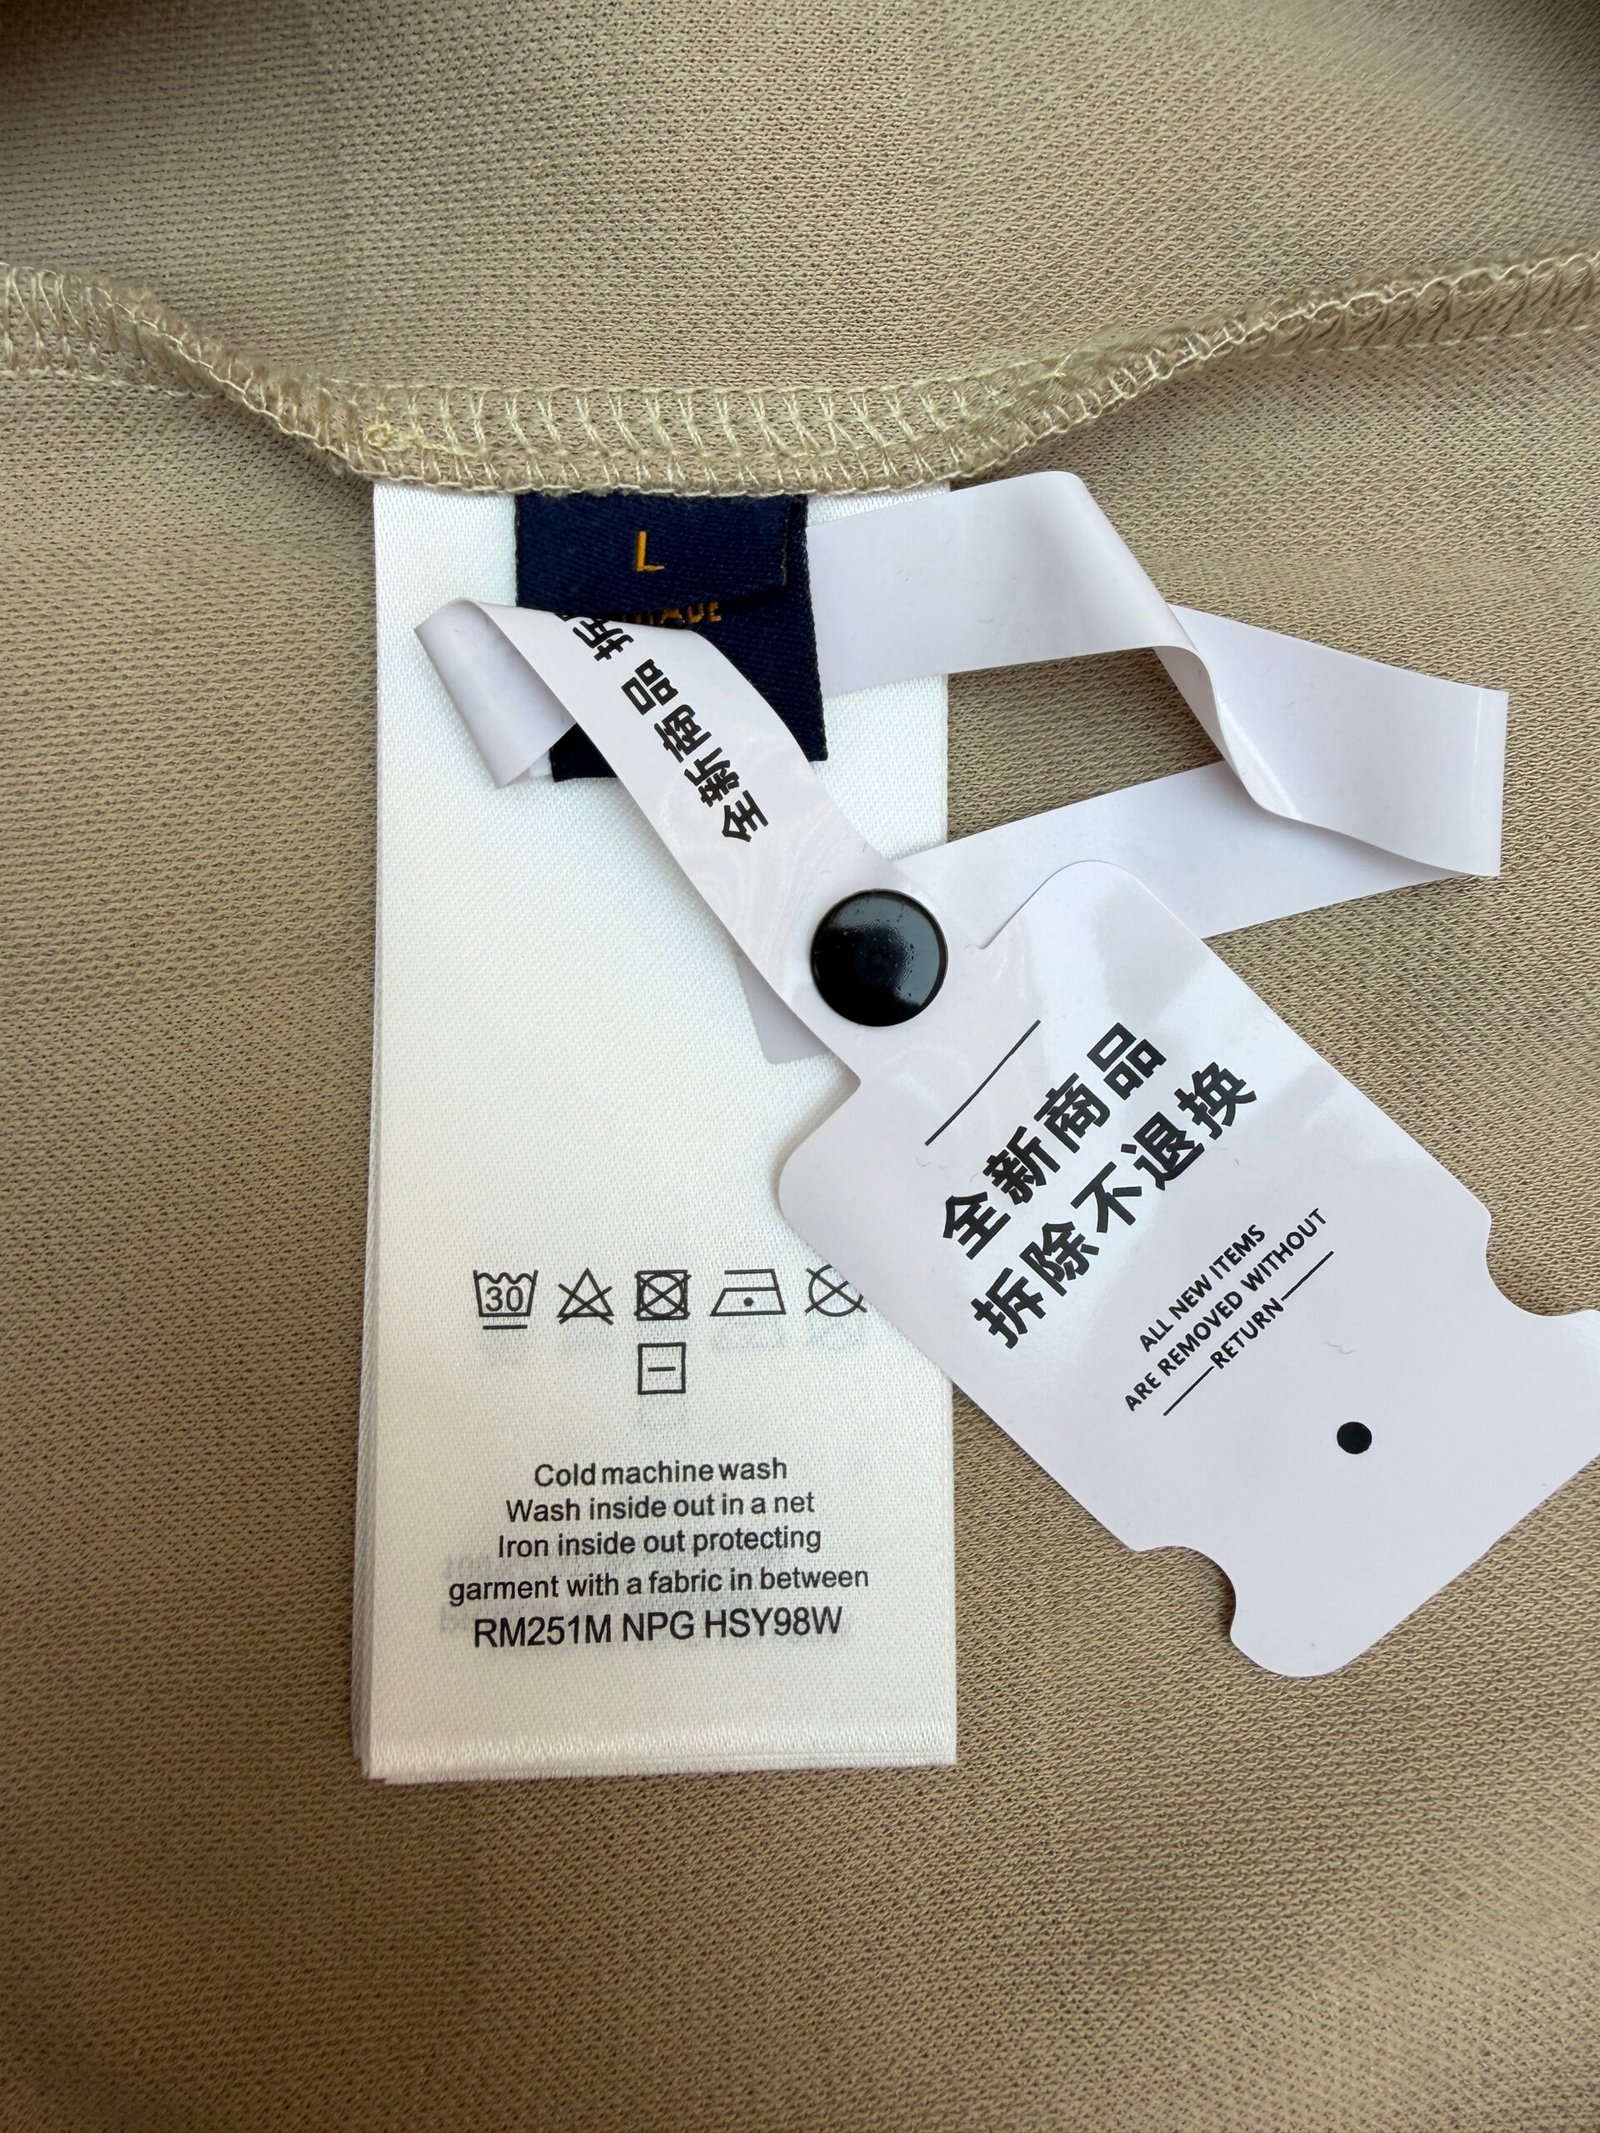 L
全新商品
30
Cold machine wash
Wash inside out in a net
Iron inside out protecting
garment with a fabric in between
RM251M NPG HSY98W
全新商品
拆除不退换
ALL NEW ITEMS
ARE REMOVED WITHOUT
RETURN